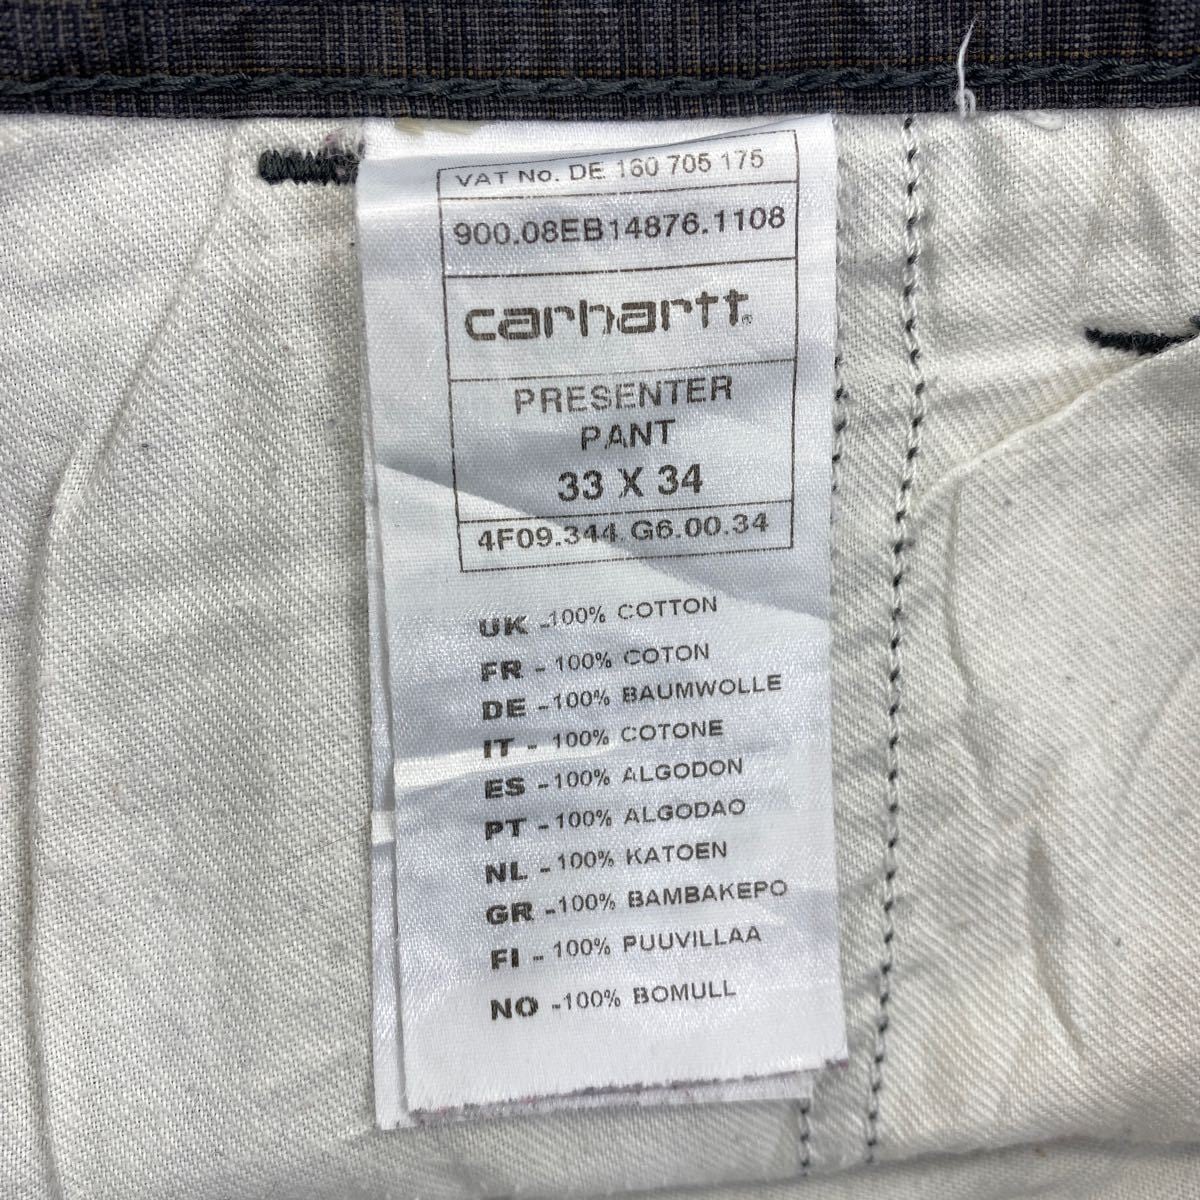 VAT No. DE 160 705 175
900.08EB14876.1108
carhartt
PRESENTER
PANT
33 X 34
4F09.344 G6.00.34
UK -100% COTTON
FR - 100% COTON
DE -100% BAUMWOLLE
IT - 100% COTONE
ES -100% ALGODON
PT -100% ALGODAO
NL -100% KATOEN
GR -100% BAMBAKEPO
FI - 100% PUUVILLAA
NO -100% BOMULL